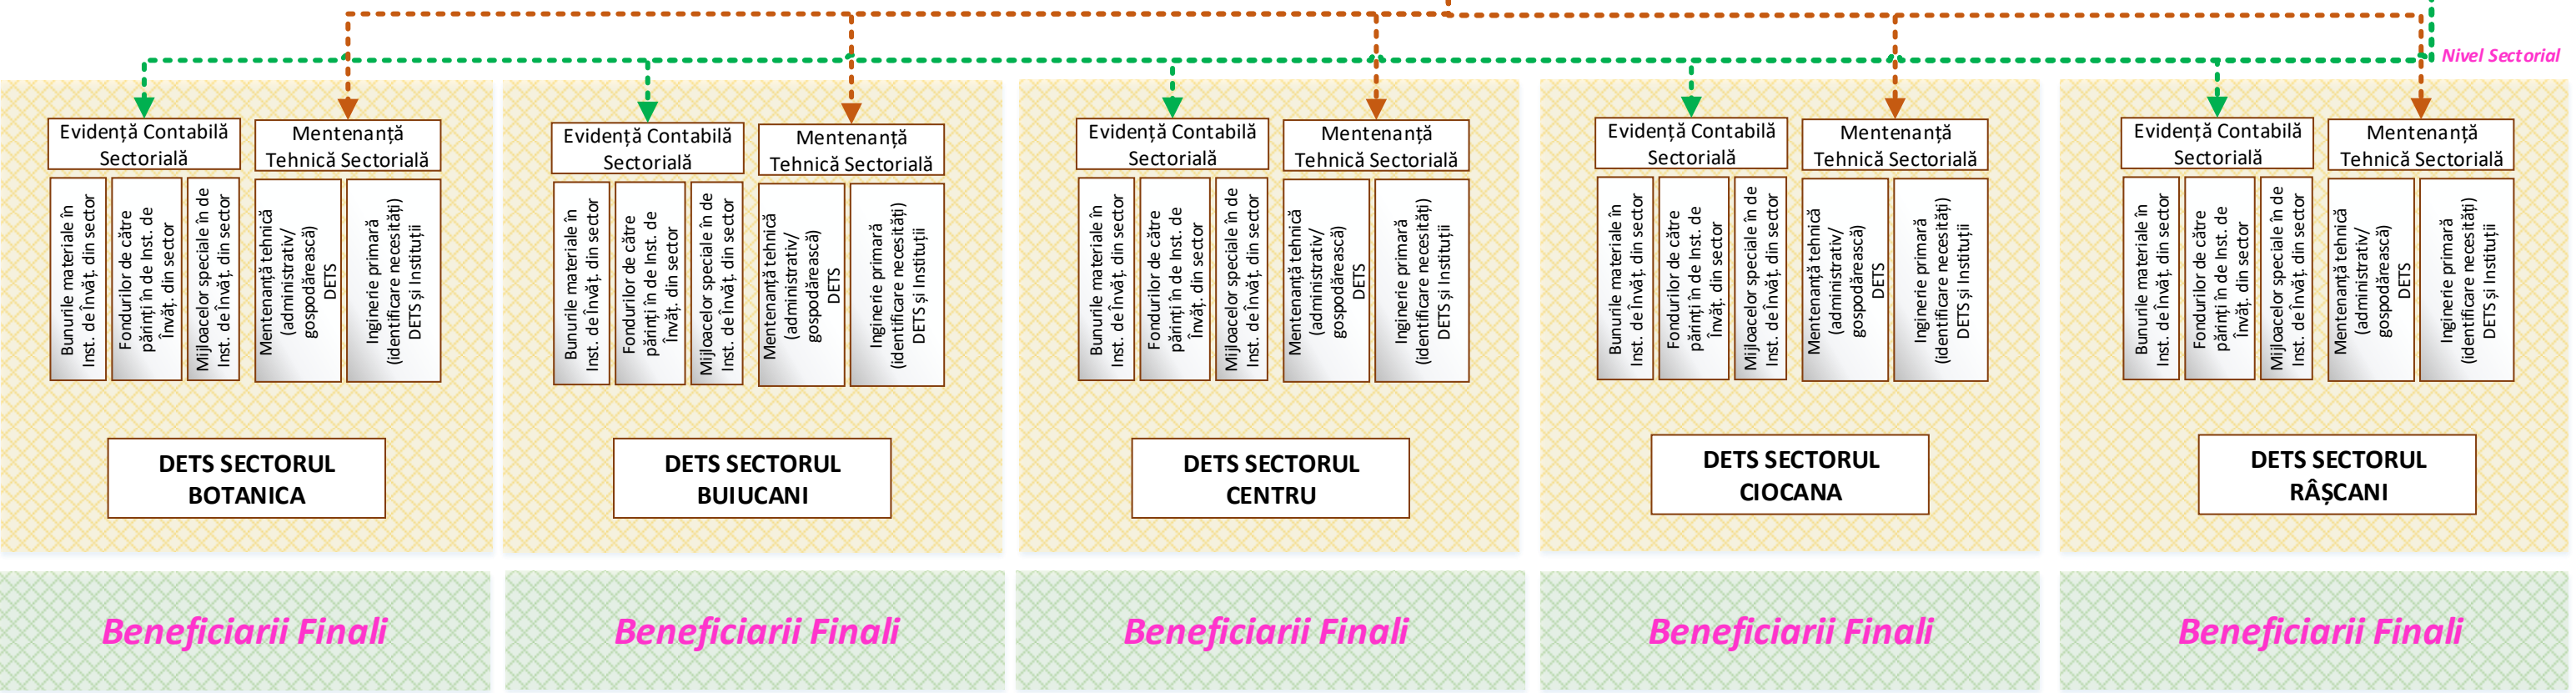 Nivel Sectorial
Evidență Contabilă
Sectorială
Mentenanță
Tehnică Sectorială
Bunurile materiale în
Inst. de Învăț. din sector
Fondurilor de către
părinți în de Inst. de
Învăț. din sector
Mijloacelor speciale în de
Inst. de Învăț. din sector
Mentenanță tehnică
(administrativ/
gospodărească)
DETS
Inginerie primară
(identificare necesități)
DETS și Instituții
DETS SECTORUL
BOTANICA
Beneficiarii Finali
Evidență Contabilă
Sectorială
Mentenanță
Tehnică Sectorială
Bunurile materiale în
Inst. de Învăț. din sector
Fondurilor de către
părinți în de Inst. de
Învăț. din sector
Mijloacelor speciale în de
Inst. de Învăț. din sector
Mentenanță tehnică
(administrativ/
gospodărească)
DETS
Inginerie primară
(identificare necesități)
DETS și Instituții
DETS SECTORUL
BUIUCANI
Beneficiarii Finali
Evidență Contabilă
Sectorială
Mentenanță
Tehnică Sectorială
Bunurile materiale în
Inst. de Învăț. din sector
Fondurilor de către
părinți în de Inst. de
Învăț. din sector
Mijloacelor speciale în de
Inst. de Învăț. din sector
Mentenanță tehnică
(administrativ/
gospodărească)
DETS
Inginerie primară
(identificare necesități)
DETS și Instituții
DETS SECTORUL
CENTRU
Beneficiarii Finali
Evidență Contabilă
Sectorială
Mentenanță
Tehnică Sectorială
Bunurile materiale în
Inst. de Învăț. din sector
Fondurilor de către
părinți în de Inst. de
Învăț. din sector
Mijloacelor speciale în de
Inst. de Învăț. din sector
Mentenanță tehnică
(administrativ/
gospodărească)
DETS
Inginerie primară
(identificare necesități)
DETS și Instituții
DETS SECTORUL
CIOCANA
Beneficiarii Finali
Evidență Contabilă
Sectorială
Mentenanță
Tehnică Sectorială
Bunurile materiale în
Inst. de Învăț. din sector
Fondurilor de către
părinți în de Inst. de
Învăț. din sector
Mijloacelor speciale în de
Inst. de Învăț. din sector
Mentenanță tehnică
(administrativ/
gospodărească)
DETS
Inginerie primară
(identificare necesități)
DETS și Instituții
DETS SECTORUL
RÂȘCANI
Beneficiarii Finali